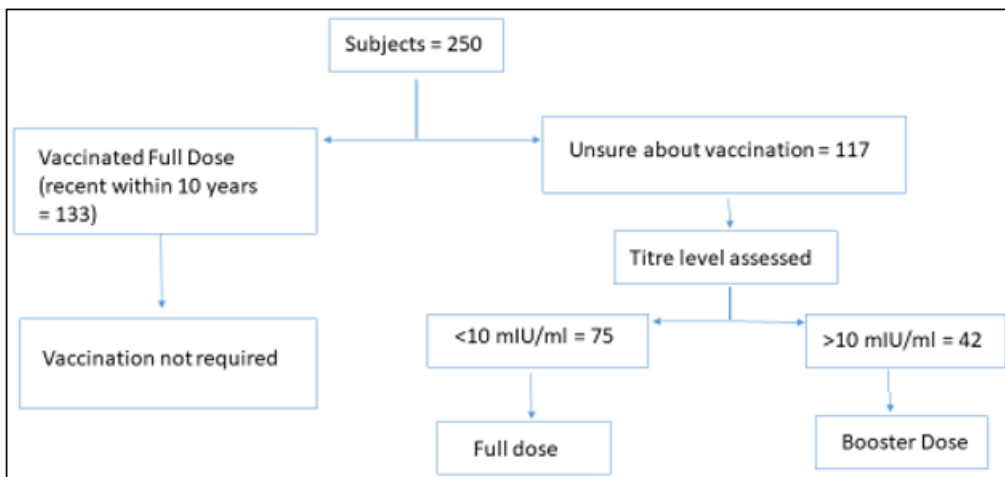 Subjects = 250
Vaccinated Full Dose
(recent within 10 years
= 133)
Unsure about vaccination = 117
Titre level assessed
Vaccination not required
<10 mIU/ml = 75
>10 mIU/ml = 42
Full dose
Booster Dose